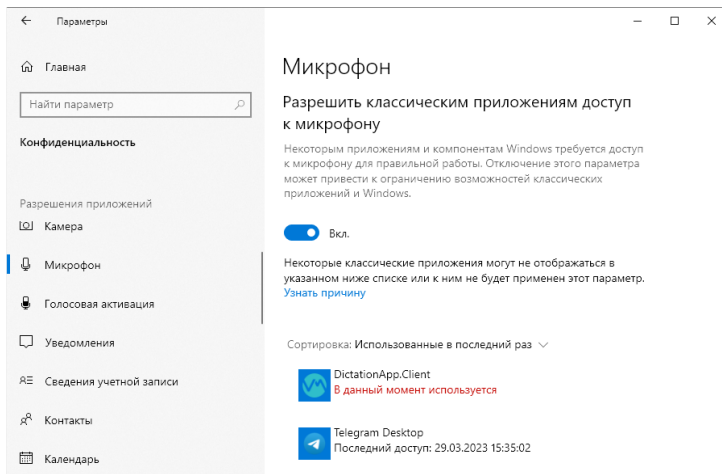 Параметры
Главная
Найти параметр
Конфиденциальность
Разрешения приложений
Камера
Микрофон
Голосовая активация
Уведомления
Сведения учетной записи
Контакты
Календарь
Микрофон
Разрешить классическим приложениям доступ
к микрофону
Некоторым приложениям и компонентам Windows требуется доступ
к микрофону для правильной работы. Отключение этого параметра
может привести к ограничению возможностей классических
приложений и Windows.
Вкл.
Некоторые классические приложения могут не отображаться в
указанном ниже списке или к ним не будет применен этот параметр.
Узнать причину
Сортировка: Использованные в последний раз
DictationApp.Client
В данный момент используется
Telegram Desktop
Последний доступ: 29.03.2023 15:35:02